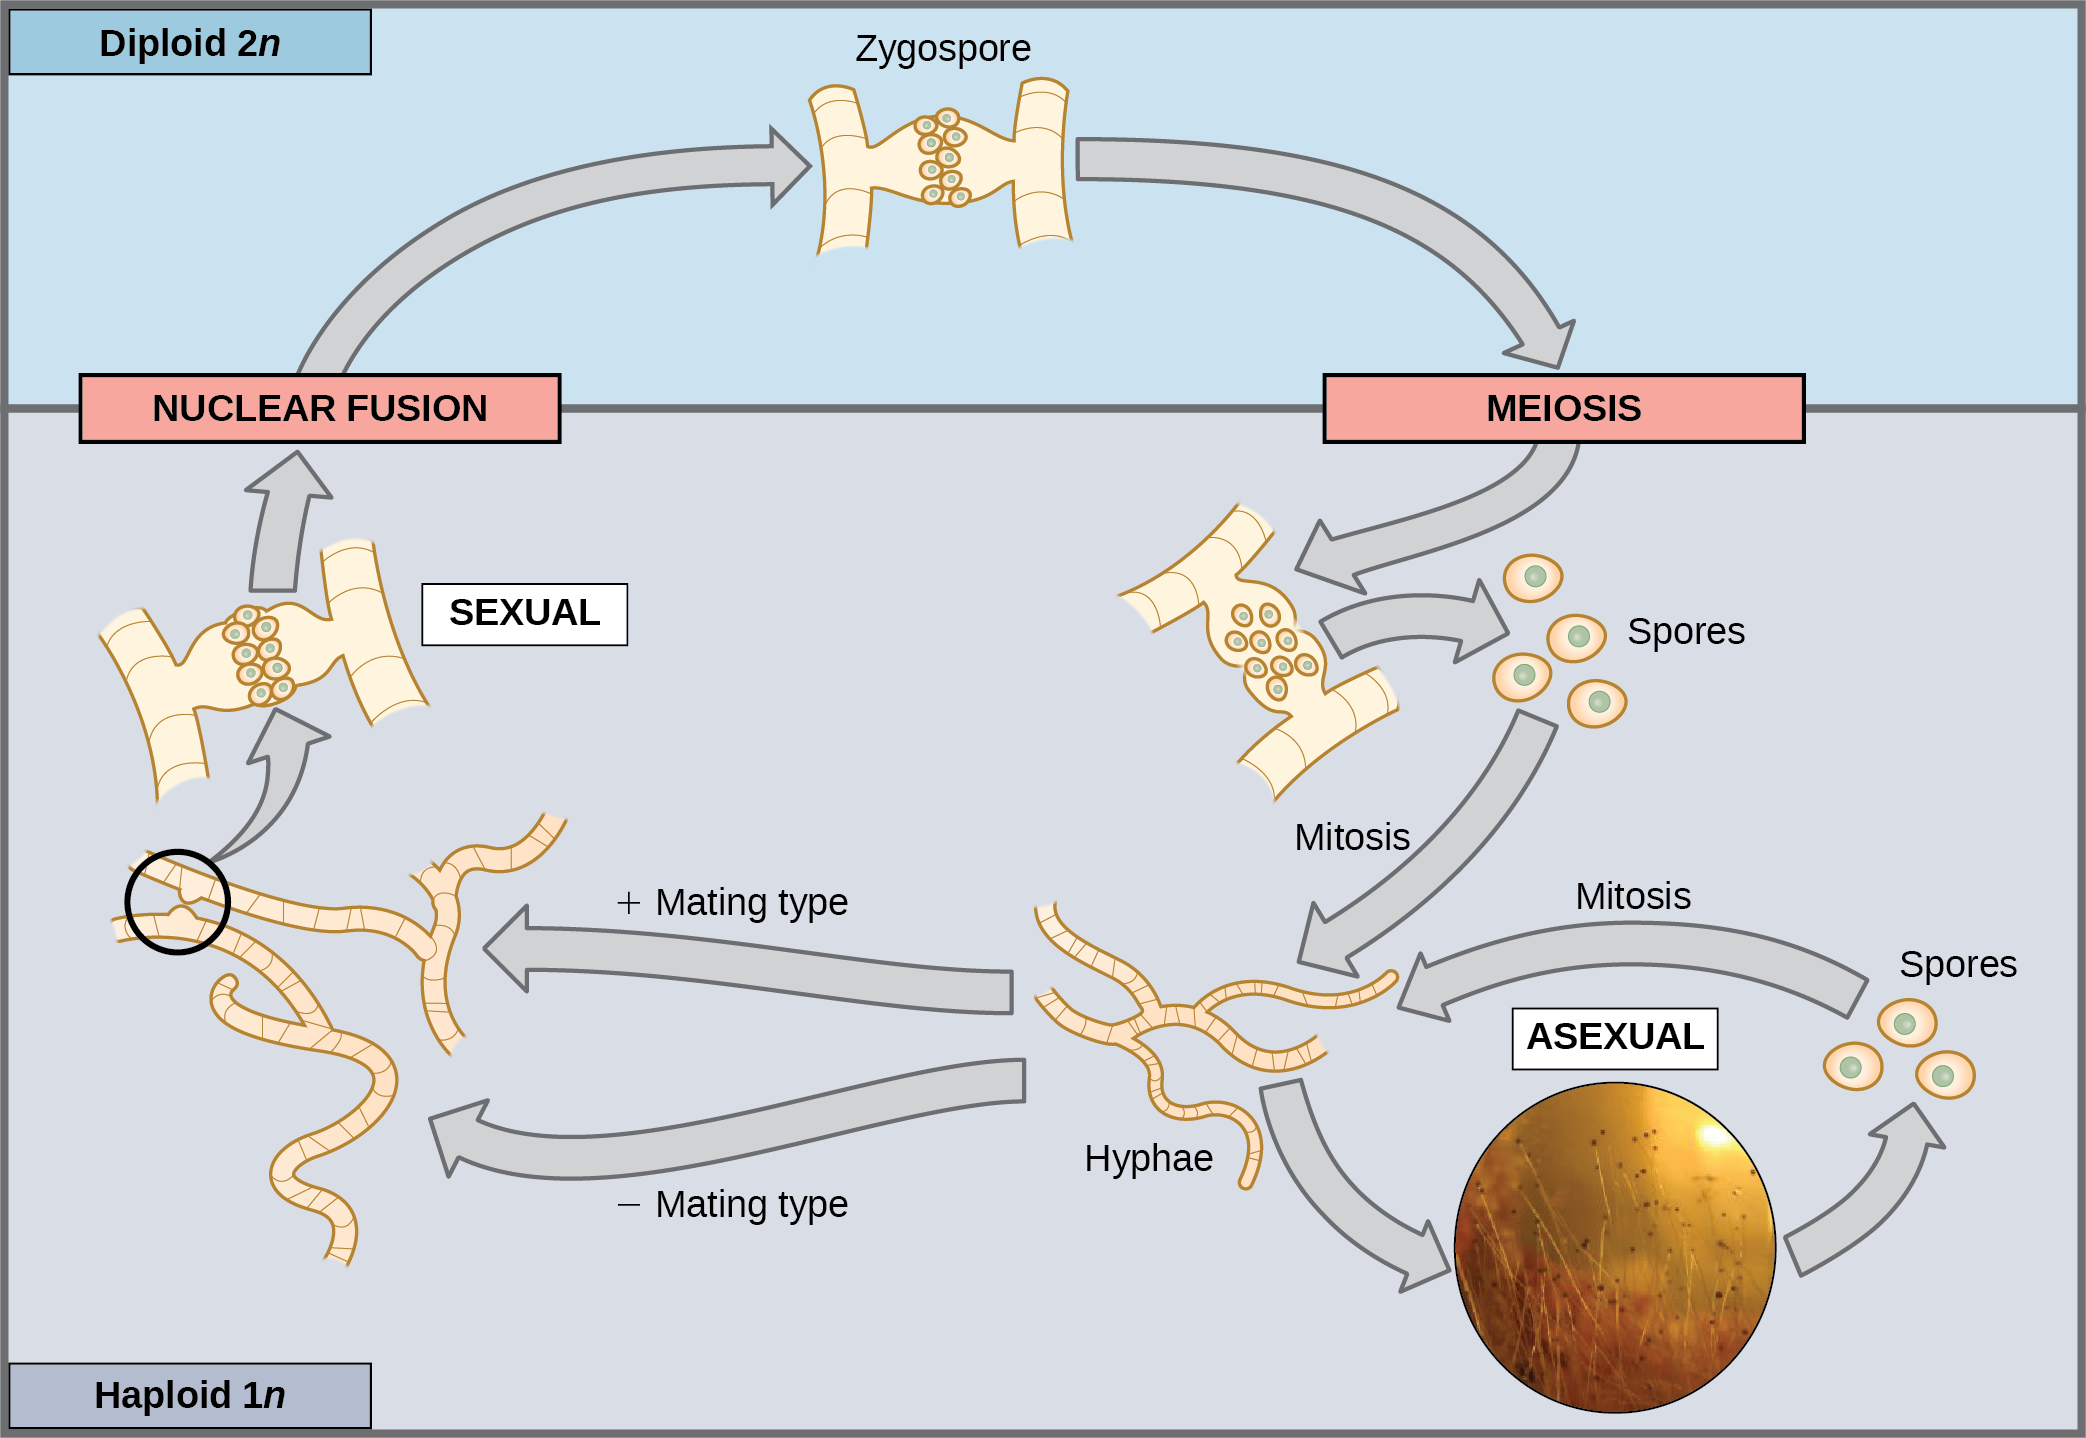 Diploid 2n
Zygospore
NUCLEAR FUSION
MEIOSIS
SEXUAL
Spores
Mitosis
+ Mating type
Mitosis
Spores
ASEXUAL
Hyphae
− Mating type
Haploid 1n